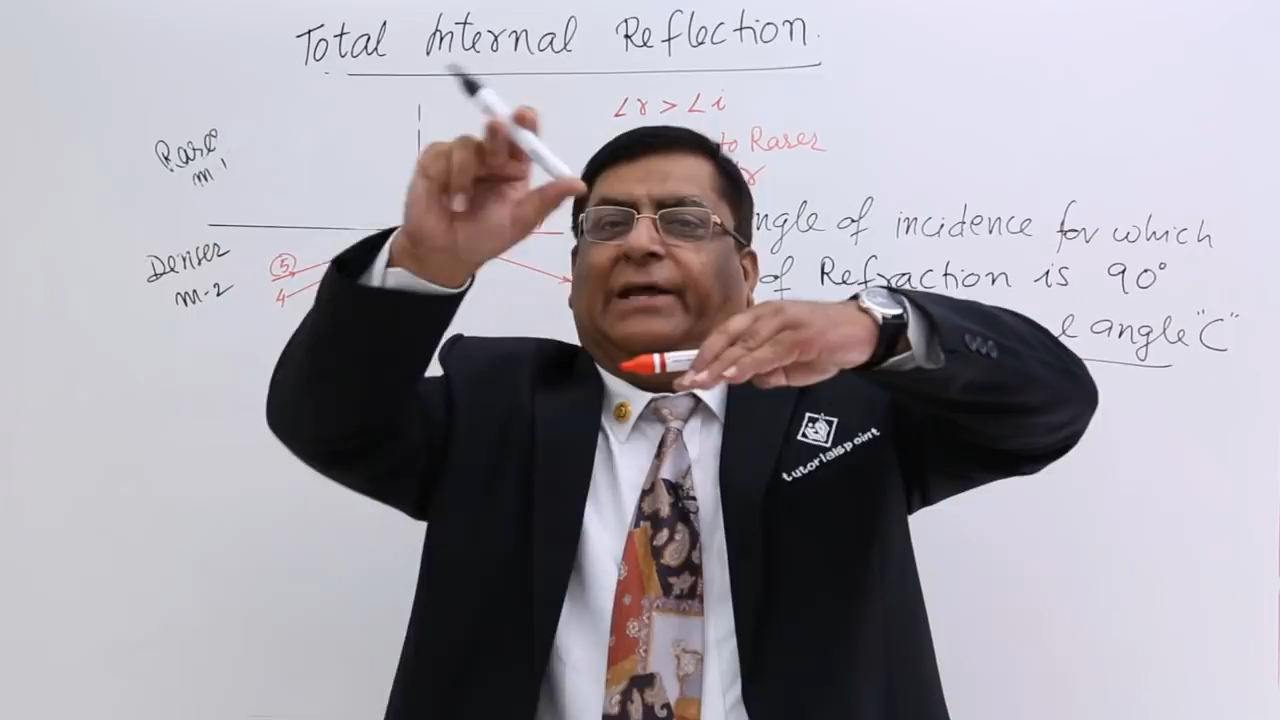 Total Internal Reflection.
∠r > ∠i
to Raser
Rarer
m-1
r
ngle of incidence for which
Denser
m-2
5
4
of Refraction is 90°
angle "C"
tutorialspoint